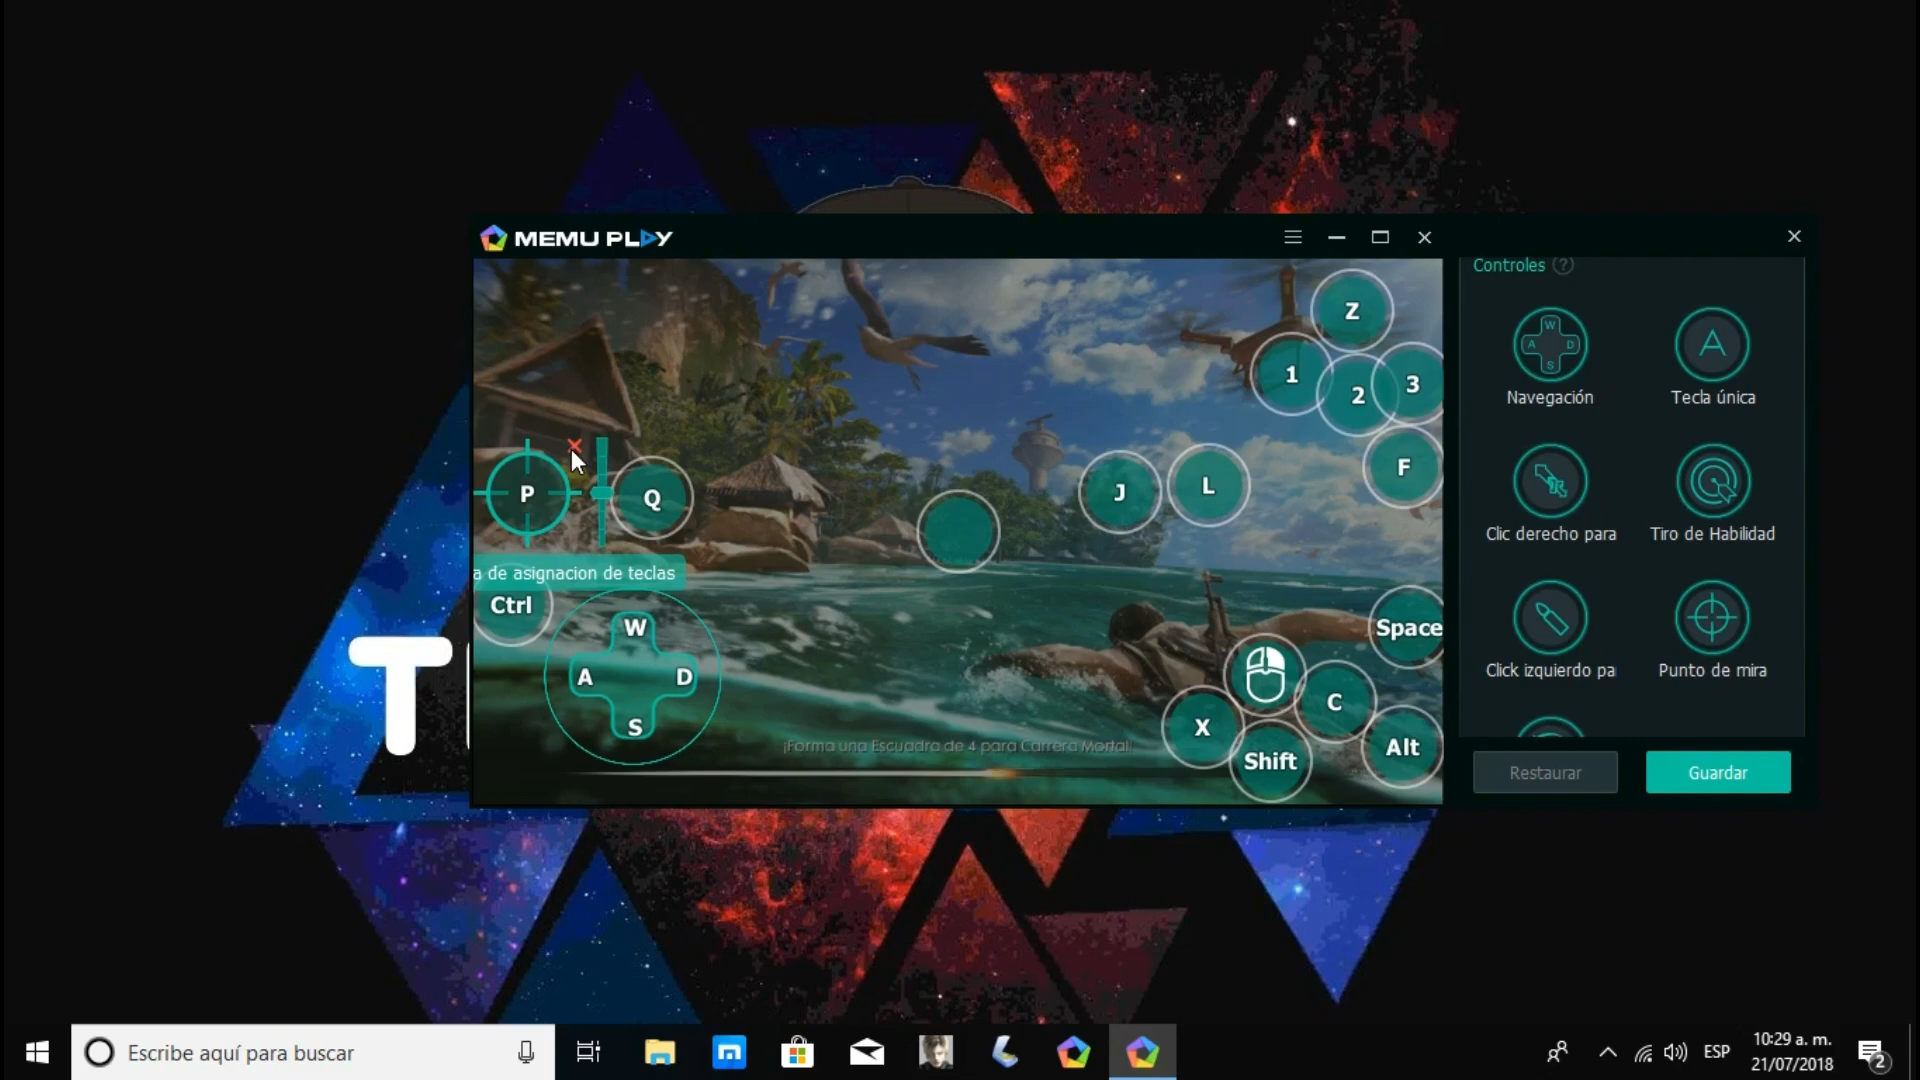 MEMU PLAY
Controles ?
Z
1
2
3
W
A
D
S
A
Navegación
Tecla única
P
Q
J
L
F
Clic derecho para
Tiro de Habilidad
a de asignacion de teclas
Ctrl
W
A
D
S
Space
Click izquierdo pa
Punto de mira
X
C
Shift
Alt
¡Forma una Escuadra de 4 para Carrera Mortal!
Restaurar
Guardar
T
Escribe aquí para buscar
m
ESP
10:29 a. m.
21/07/2018
2